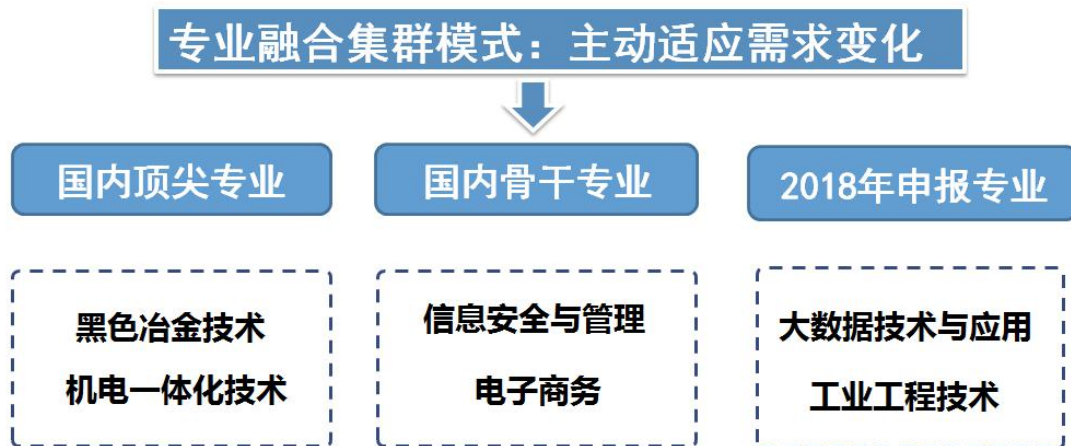 专业融合集群模式：主动适应需求变化
国内顶尖专业
国内骨干专业
2018年申报专业
黑色冶金技术
机电一体化技术
信息安全与管理
电子商务
大数据技术与应用
工业工程技术